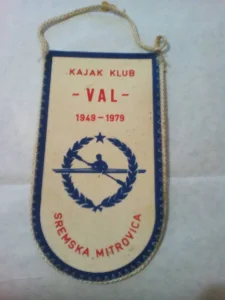 KAJAK KLUB
- VAL -
1949 - 1979
SREMSKA MITROVICA